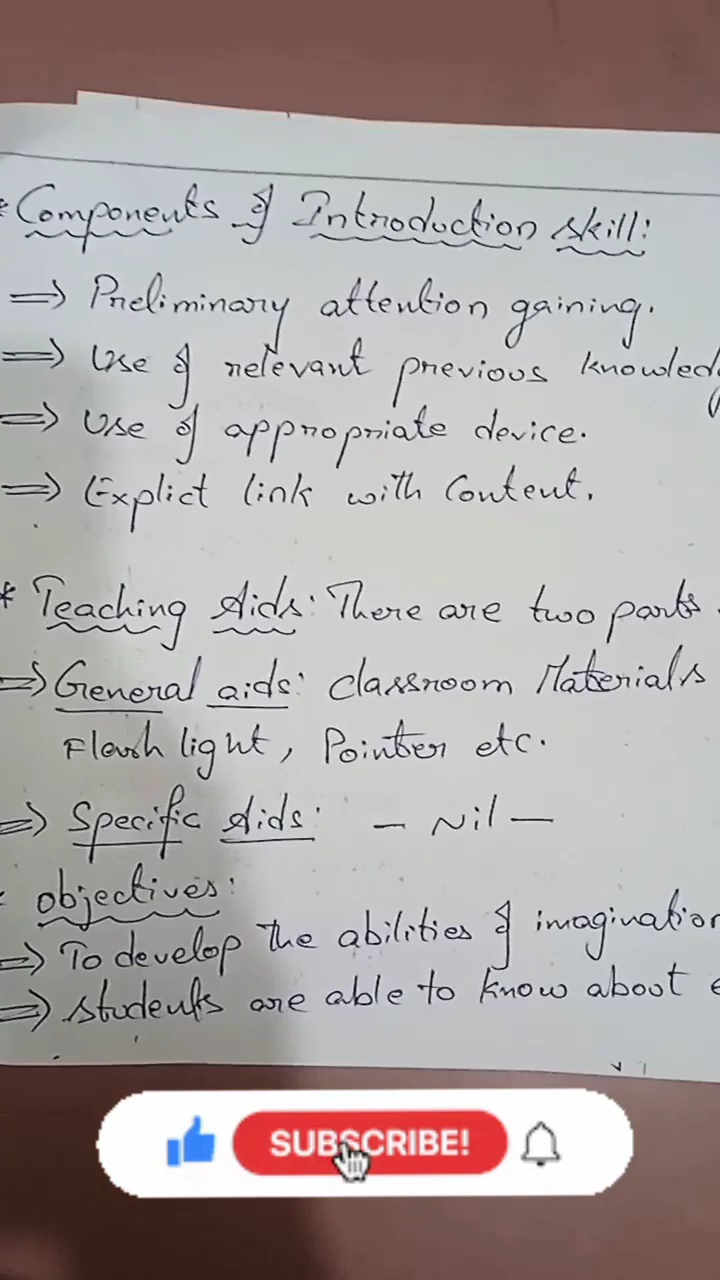 * Components of Introduction skill:
⇒ Preliminary attention gaining.
⇒ Use of relevant previous knowled
⇒ Use of appropriate device.
⇒ Explict link with Content.
* Teaching Aids: There are two parts.
⇒ General aids: classroom Materials
Flash light, Pointer etc.
⇒ Specific Aids: - Nil -
* objectives:
⇒ To develop the abilities of imagination
⇒ students are able to know about e
SUBSCRIBE!